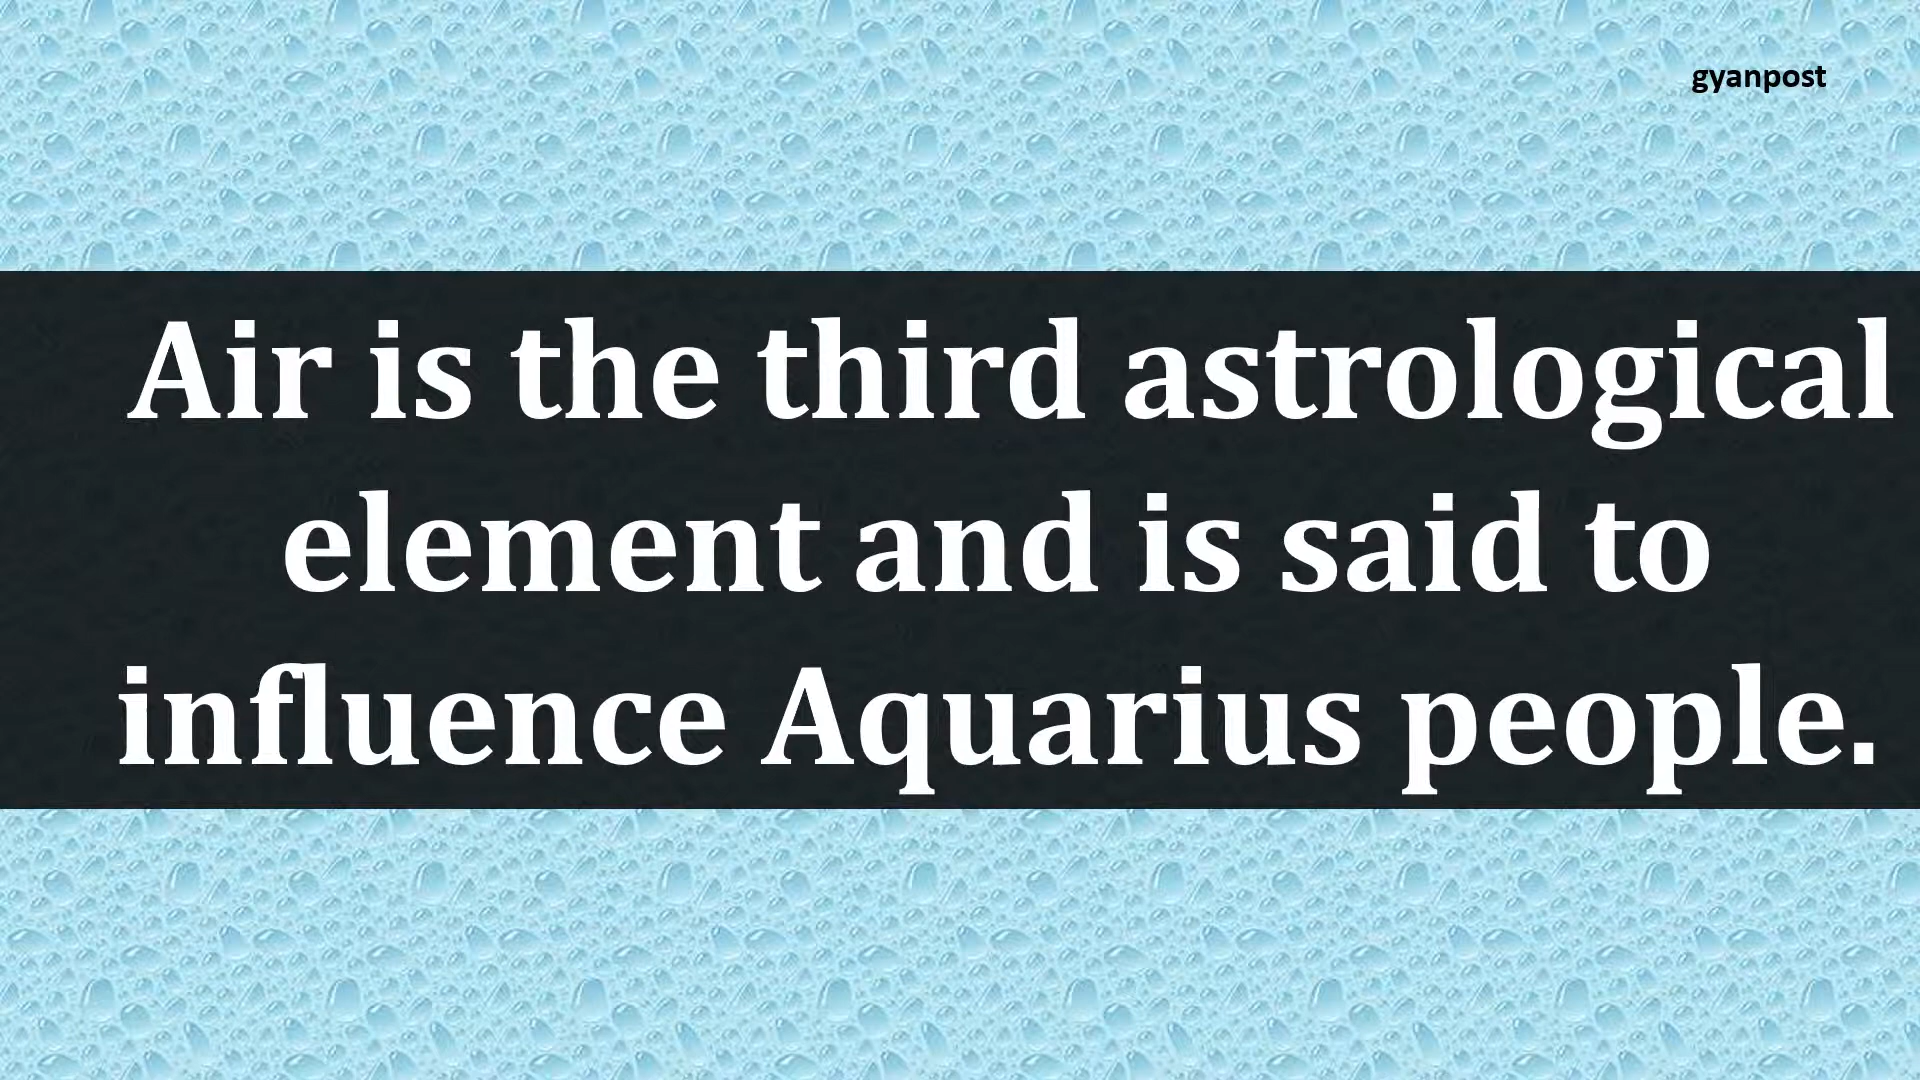 gyanpost
Air is the third astrological
element and is said to
influence Aquarius people.